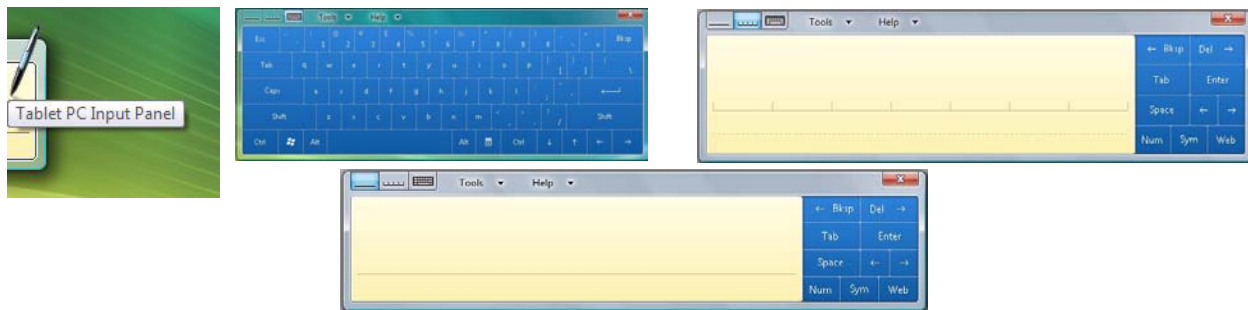 Tablet PC Input Panel
Tools Help
Esc 1 2 3 4 5 6 7 8 9 Bksp
Tab q w e r t y u i o p [ ] \
Caps a s d f g h j k l
Shift z x c v b n m / Shift
Ctrl Alt Alt Ctrl ↓ ↑ ← →
Tools Help
← Bksp Del →
Tab Enter
Space ← →
Num Sym Web
Tools Help
← Bksp Del →
Tab Enter
Space ← →
Num Sym Web